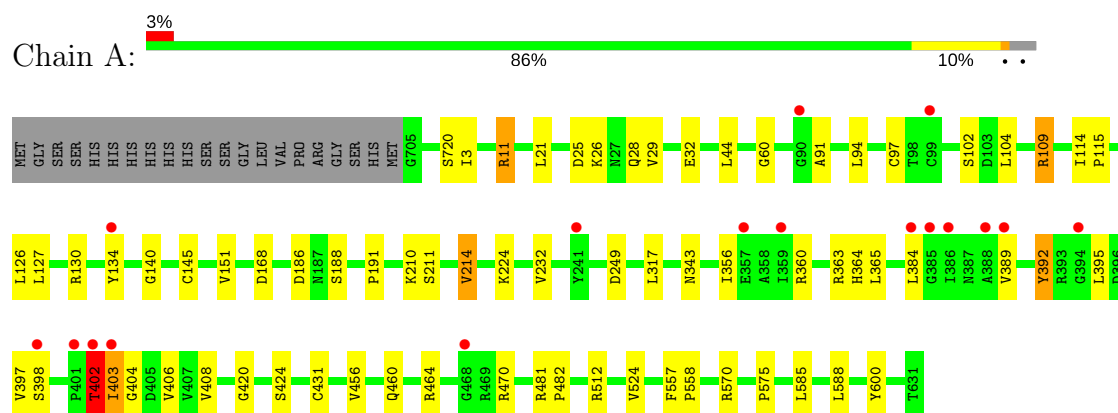 3%
Chain A:
86% 10% • •
MET GLY SER SER HIS HIS HIS HIS HIS HIS SER SER GLY LEU VAL PRO ARG GLY SER HIS MET G705 S720 I3 R11 L21 D25 K26 N27 Q28 V29 E32 L44 G60 G90 A91 L94 C97 T98 C99 S102 D103 L104 R109 I114 P115
L126 L127 R130 Y134 G140 C145 V151 D168 D186 N187 S188 P191 K210 S211 V214 K224 V232 Y241 D249 L317 N343 I356 E357 A358 I359 R360 R363 H364 L365 L384 G385 I386 N387 A388 V389 Y392 R393 G394 L395 D396
V397 S398 P401 T402 I403 G404 D405 V406 V407 V408 G420 S424 C431 V456 Q460 R464 G468 R469 R470 R481 P482 R512 V524 F557 P558 R570 P575 L585 L588 Y600 T631